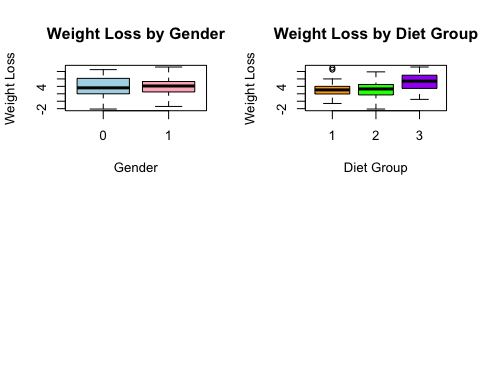 Weight Loss by Gender
Weight Loss
4
-2
0 1
Gender
Weight Loss by Diet Group
Weight Loss
4
-2
1 2 3
Diet Group